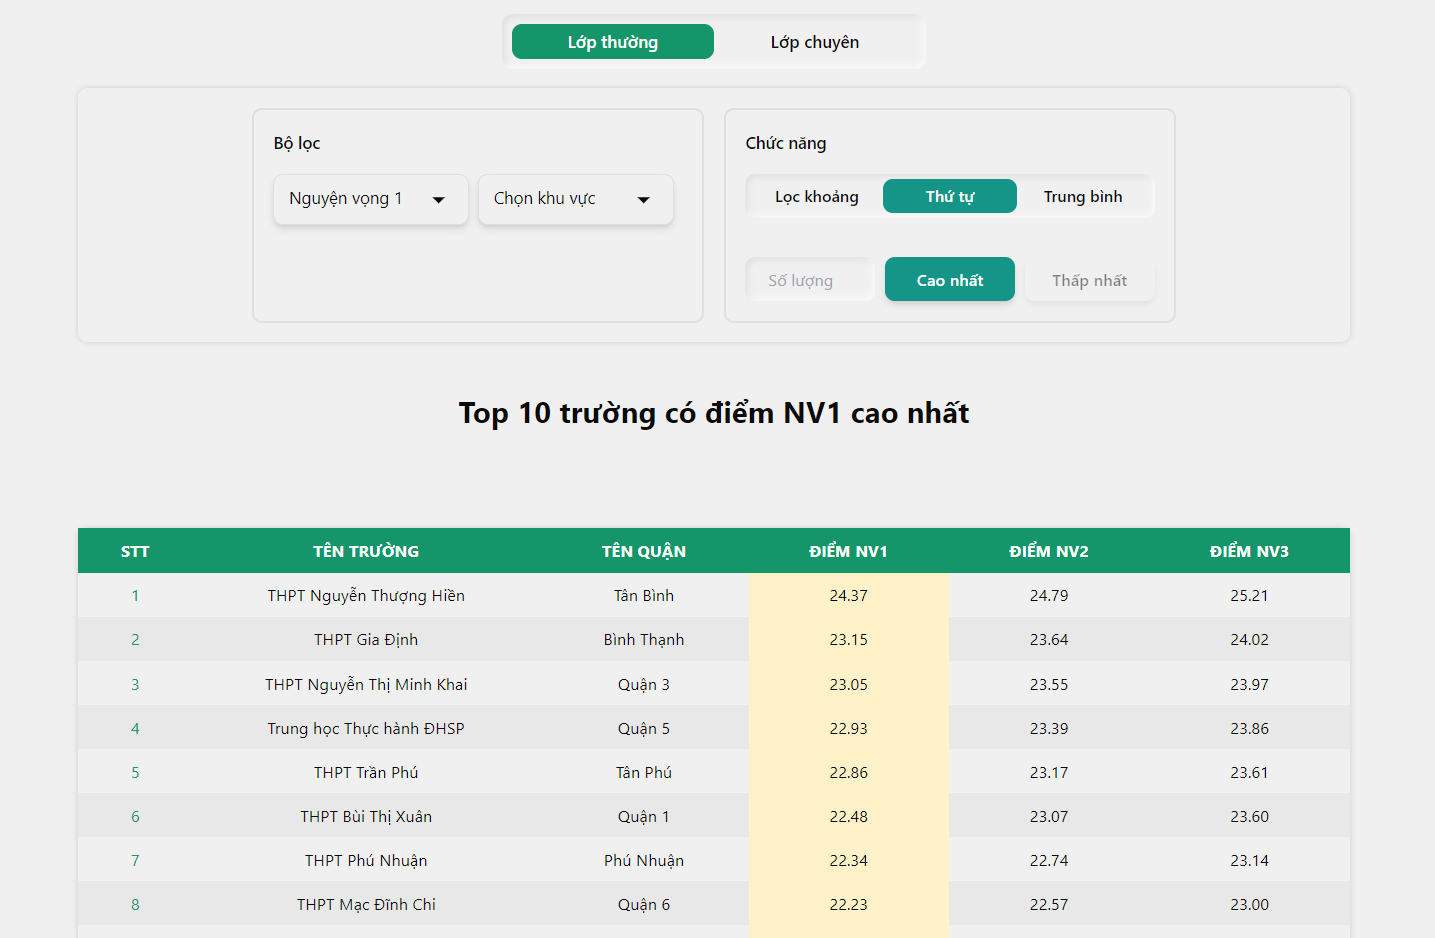 Lớp thường Lớp chuyên
Bộ lọc
Nguyện vọng 1 Chọn khu vực
Chức năng
Lọc khoảng Thứ tự Trung bình
Số lượng Cao nhất Thấp nhất
Top 10 trường có điểm NV1 cao nhất
STT TÊN TRƯỜNG TÊN QUẬN ĐIỂM NV1 ĐIỂM NV2 ĐIỂM NV3
1 THPT Nguyễn Thượng Hiền Tân Bình 24.37 24.79 25.21
2 THPT Gia Định Bình Thạnh 23.15 23.64 24.02
3 THPT Nguyễn Thị Minh Khai Quận 3 23.05 23.55 23.97
4 Trung học Thực hành ĐHSP Quận 5 22.93 23.39 23.86
5 THPT Trần Phú Tân Phú 22.86 23.17 23.61
6 THPT Bùi Thị Xuân Quận 1 22.48 23.07 23.60
7 THPT Phú Nhuận Phú Nhuận 22.34 22.74 23.14
8 THPT Mạc Đĩnh Chi Quận 6 22.23 22.57 23.00